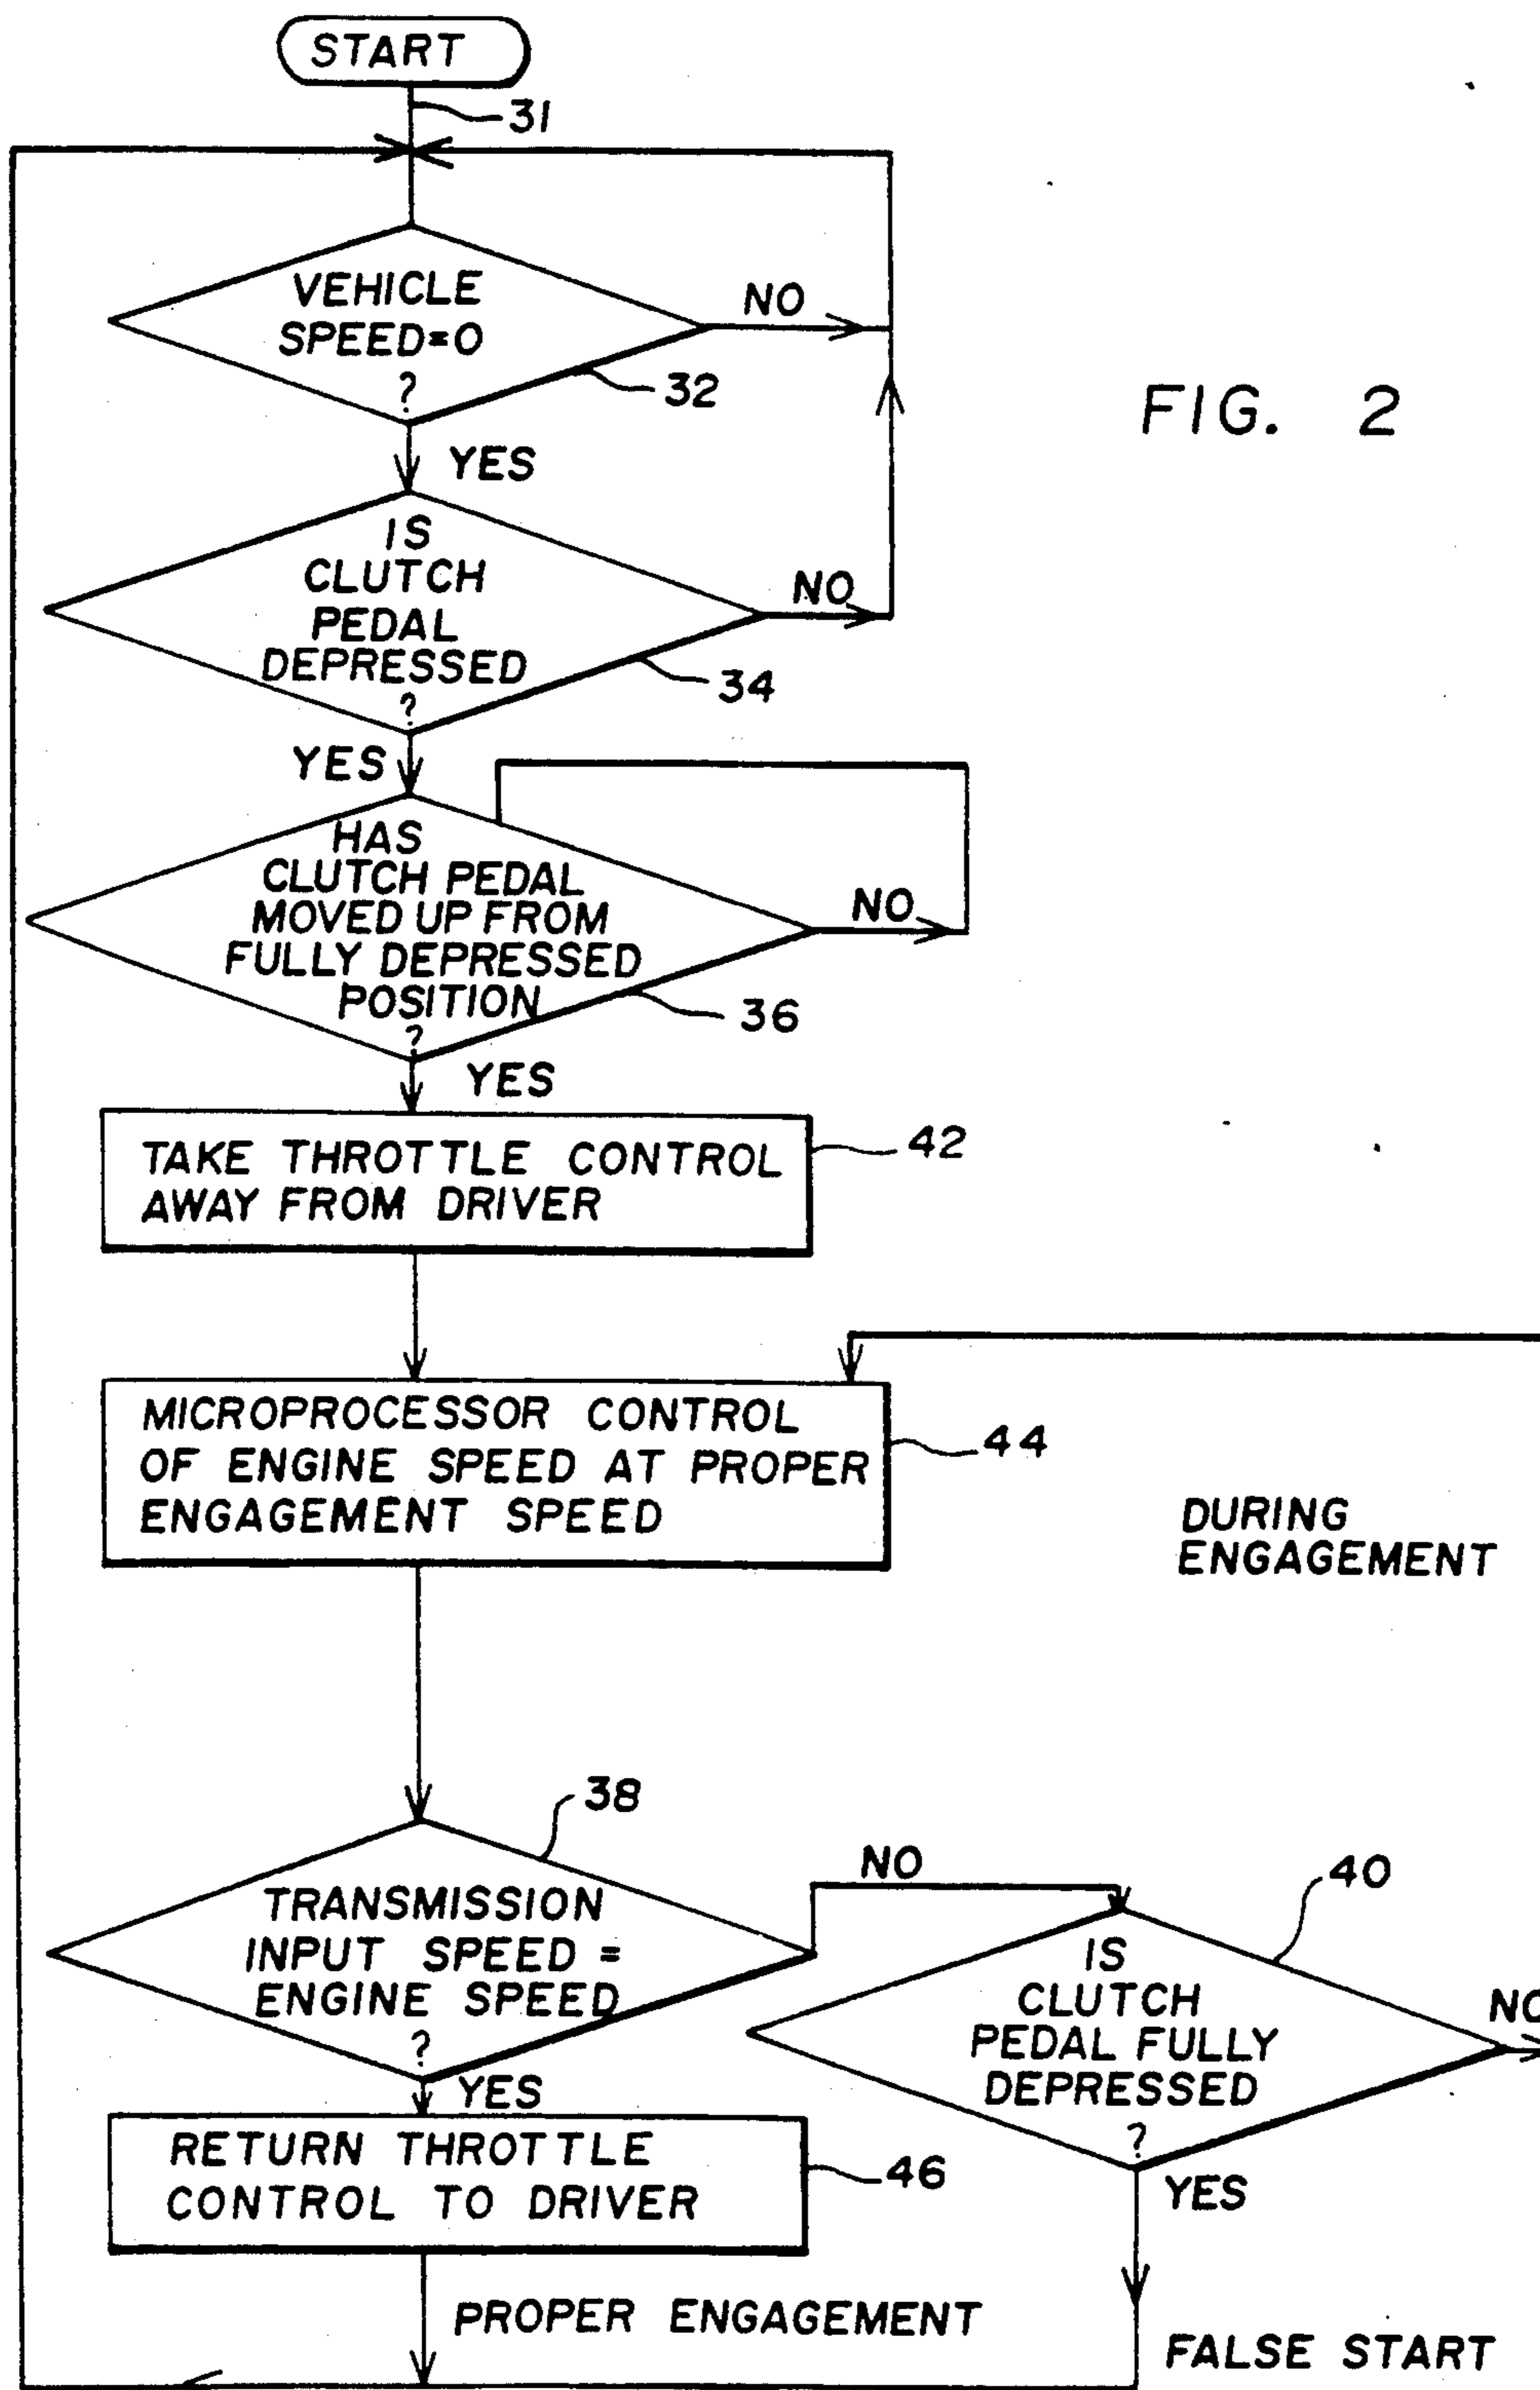 START
31
VEHICLE
SPEED=0
?
NO
32
FIG. 2
YES
IS
CLUTCH
PEDAL
DEPRESSED
?
NO
34
YES
HAS
CLUTCH PEDAL
MOVED UP FROM
FULLY DEPRESSED
POSITION
?
NO
36
YES
TAKE THROTTLE CONTROL
AWAY FROM DRIVER
42
MICROPROCESSOR CONTROL
OF ENGINE SPEED AT PROPER
ENGAGEMENT SPEED
44
DURING
ENGAGEMENT
38
TRANSMISSION
INPUT SPEED =
ENGINE SPEED
?
NO
40
IS
CLUTCH
PEDAL FULLY
DEPRESSED
?
NO
YES
RETURN THROTTLE
CONTROL TO DRIVER
46
YES
PROPER ENGAGEMENT
FALSE START